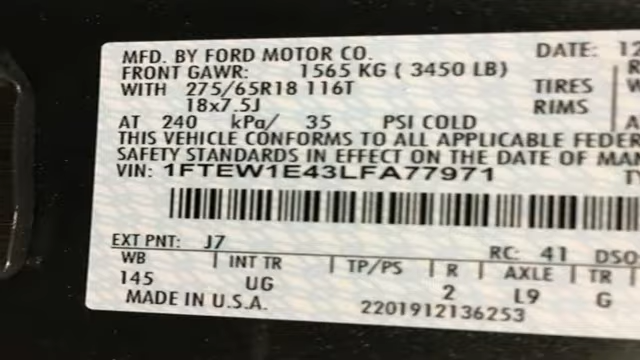 MFD. BY FORD MOTOR CO. DATE: 12
FRONT GAWR: 1565 KG ( 3450 LB)
WITH 275/65R18 116T TIRES
18x7.5J RIMS
AT 240 kPa/ 35 PSI COLD
THIS VEHICLE CONFORMS TO ALL APPLICABLE FEDER
SAFETY STANDARDS IN EFFECT ON THE DATE OF MA
VIN: 1FTEW1E43LFA77971
EXT PNT: J7 RC: 41 DSO
WB INT TR TP/PS R AXLE TR
145 UG 2 L9 G
MADE IN U.S.A. 2201912136253